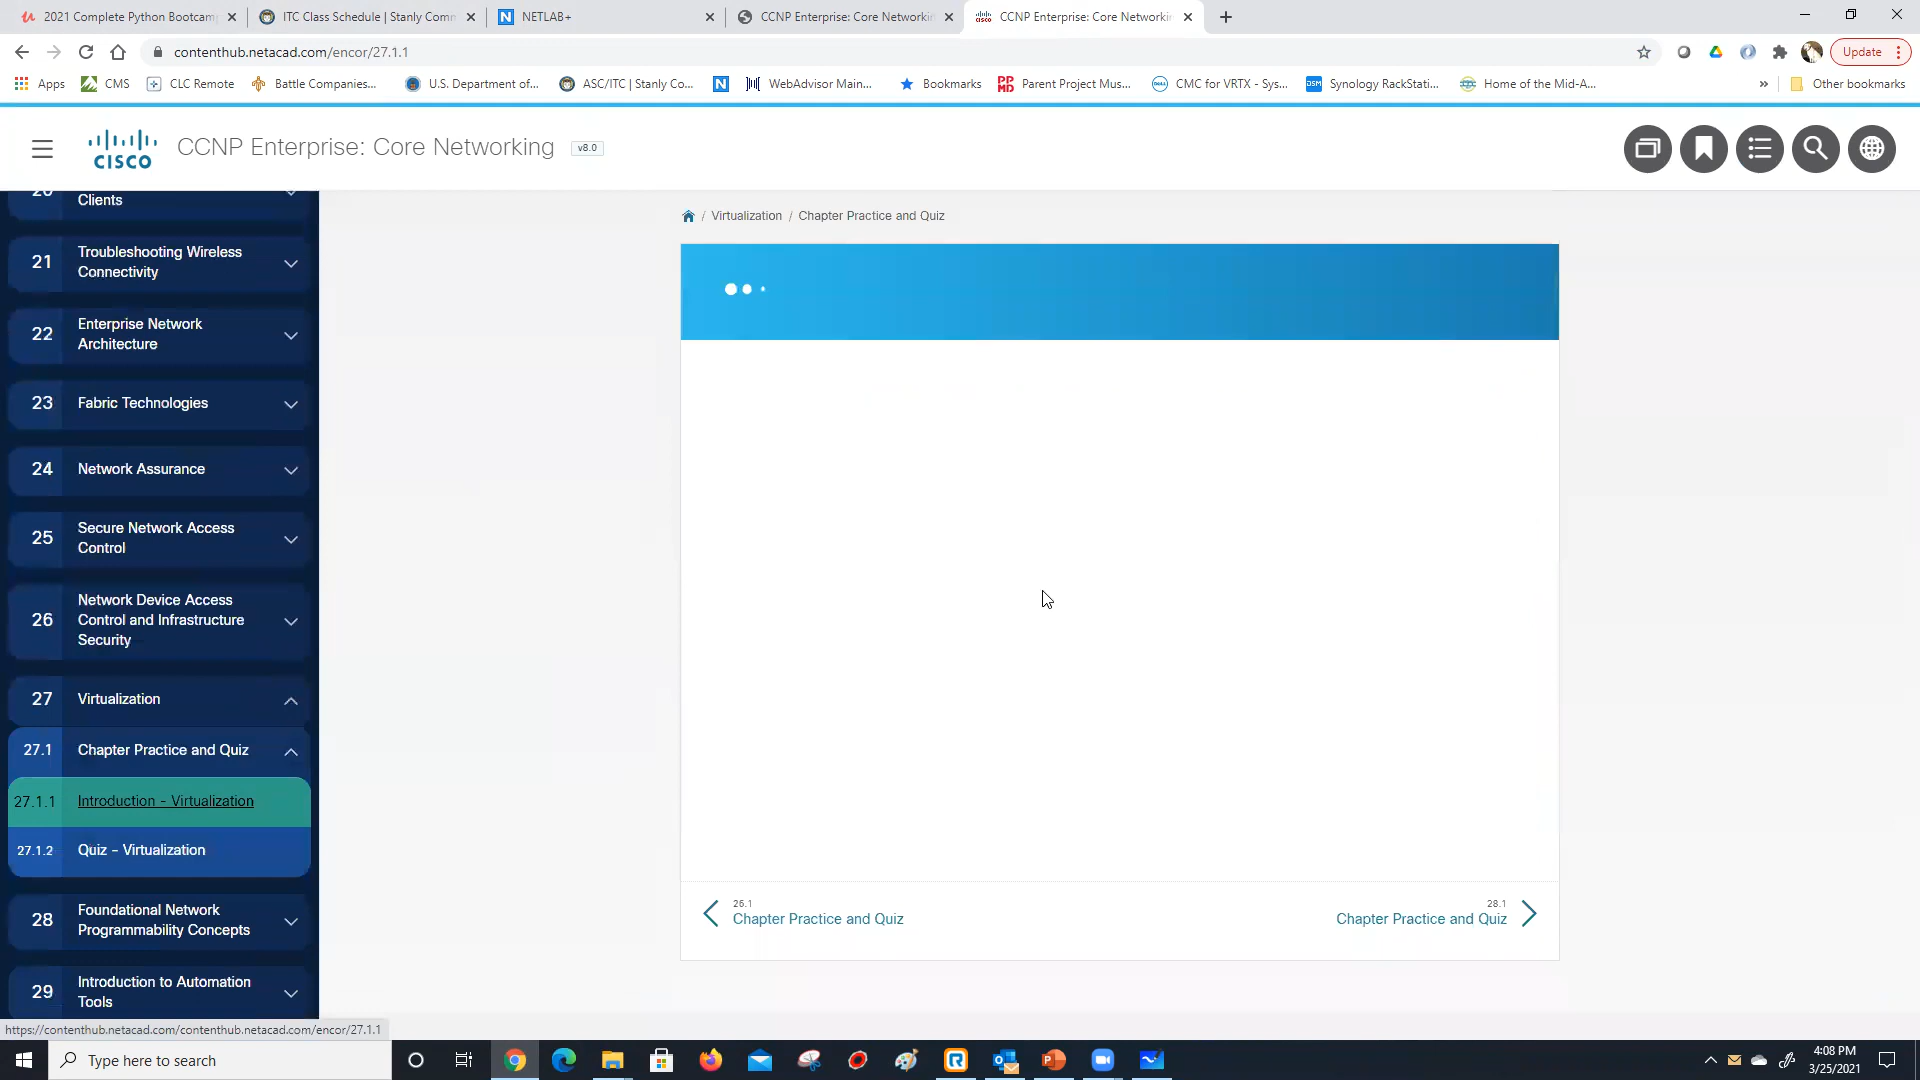 2021 Complete Python Bootcam
ITC Class Schedule | Stanly Comm
NETLAB+
CCNP Enterprise: Core Networkin
CCNP Enterprise: Core Networkin
contenthub.netacad.com/encor/27.1.1
Update
Apps
CMS
CLC Remote
Battle Companies...
U.S. Department of...
ASC/ITC | Stanly Co...
WebAdvisor Main...
Bookmarks
Parent Project Mus...
CMC for VRTX - Sys...
Synology RackStati...
Home of the Mid-A...
»
Other bookmarks
CISCO
CCNP Enterprise: Core Networking
v8.0
20
Clients
21
Troubleshooting Wireless
Connectivity
22
Enterprise Network
Architecture
23
Fabric Technologies
24
Network Assurance
25
Secure Network Access
Control
26
Network Device Access
Control and Infrastructure
Security
27
Virtualization
27.1
Chapter Practice and Quiz
27.1.1
Introduction - Virtualization
27.1.2
Quiz - Virtualization
28
Foundational Network
Programmability Concepts
29
Introduction to Automation
Tools
/ Virtualization / Chapter Practice and Quiz
26.1
Chapter Practice and Quiz
28.1
Chapter Practice and Quiz
https://contenthub.netacad.com/contenthub.netacad.com/encor/27.1.1
Type here to search
4:08 PM
3/25/2021